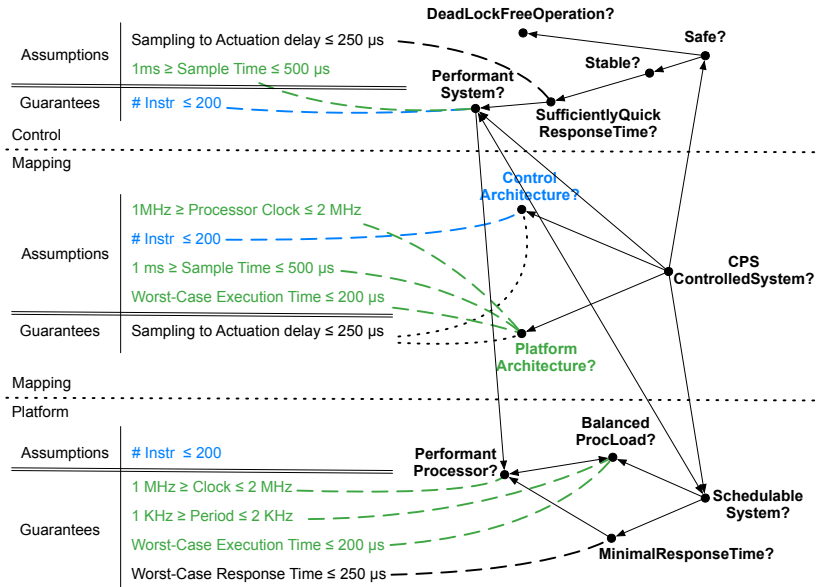 DeadLockFreeOperation?
Safe?
Assumptions
Sampling to Actuation delay ≤ 250 µs
1ms ≥ Sample Time ≤ 500 µs
Stable?
Performant
System?
Guarantees
# Instr ≤ 200
SufficientlyQuick
ResponseTime?
Control
Mapping
Control
Architecture?
Assumptions
1MHz ≥ Processor Clock ≤ 2 MHz
# Instr ≤ 200
1 ms ≥ Sample Time ≤ 500 µs
Worst-Case Execution Time ≤ 200 µs
CPS
ControlledSystem?
Guarantees
Sampling to Actuation delay ≤ 250 µs
Platform
Architecture?
Mapping
Platform
Balanced
ProcLoad?
Assumptions
# Instr ≤ 200
Performant
Processor?
Guarantees
1 MHz ≥ Clock ≤ 2 MHz
1 KHz ≥ Period ≤ 2 KHz
Worst-Case Execution Time ≤ 200 µs
Worst-Case Response Time ≤ 250 µs
Schedulable
System?
MinimalResponseTime?